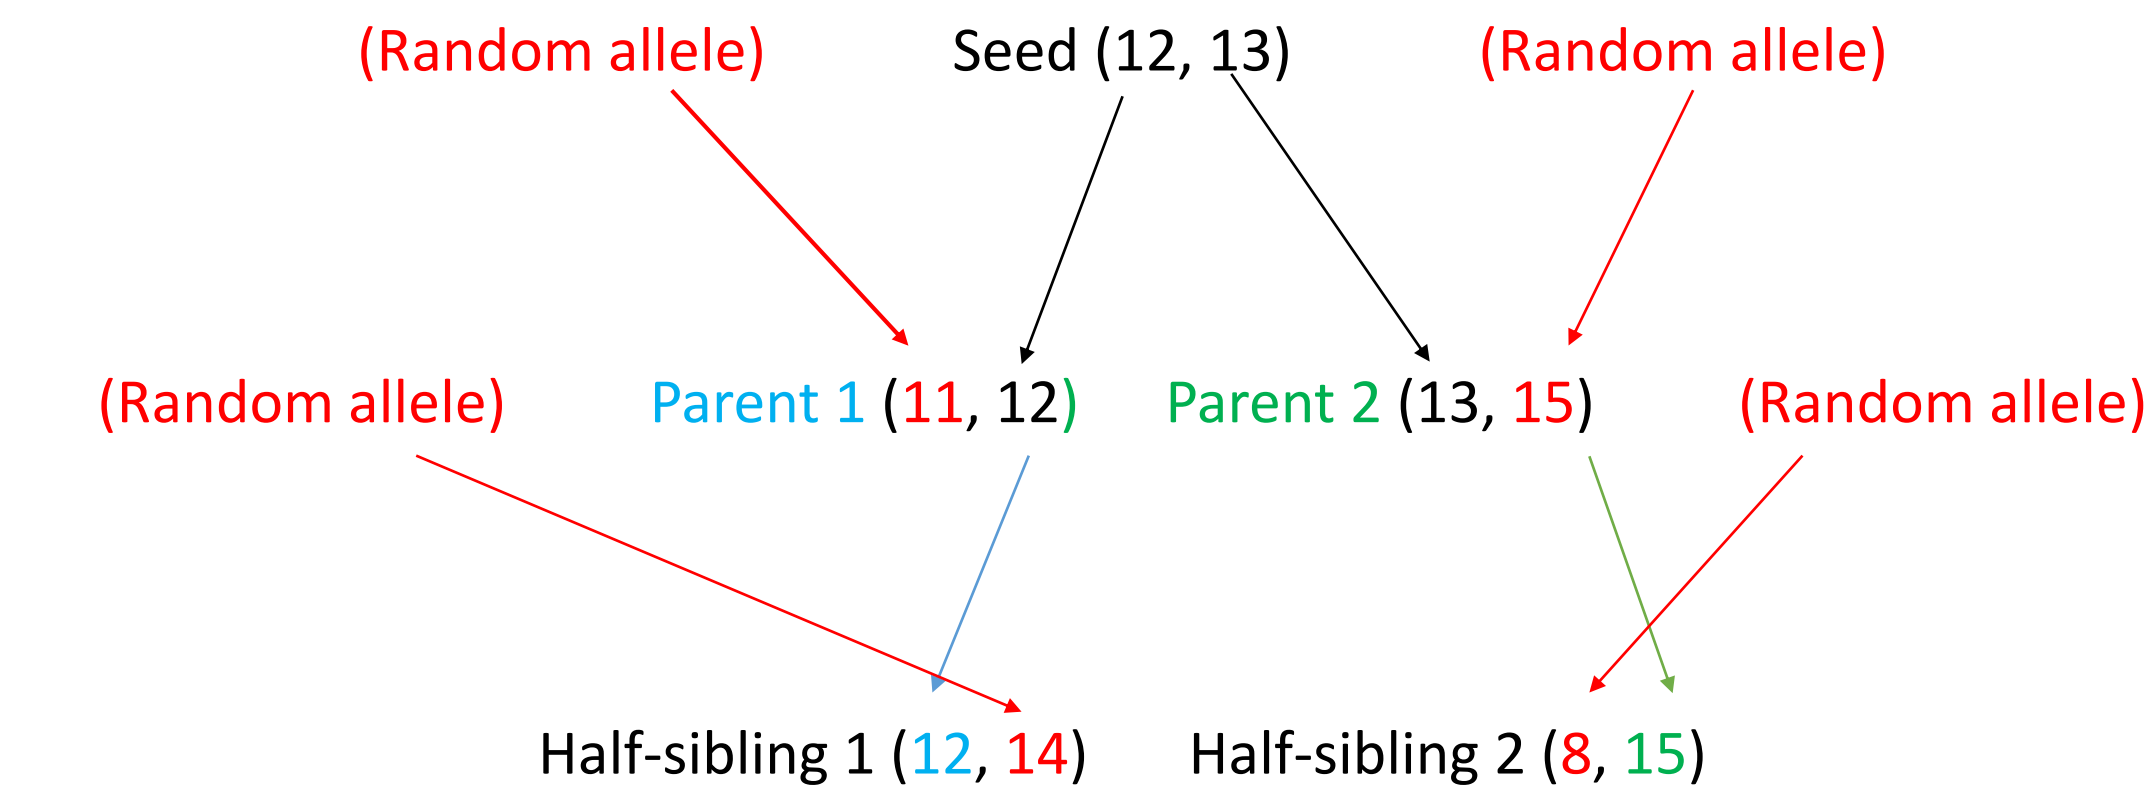 (Random allele) Seed (12, 13) (Random allele)
(Random allele) Parent 1 (11, 12) Parent 2 (13, 15) (Random allele)
Half-sibling 1 (12, 14) Half-sibling 2 (8, 15)